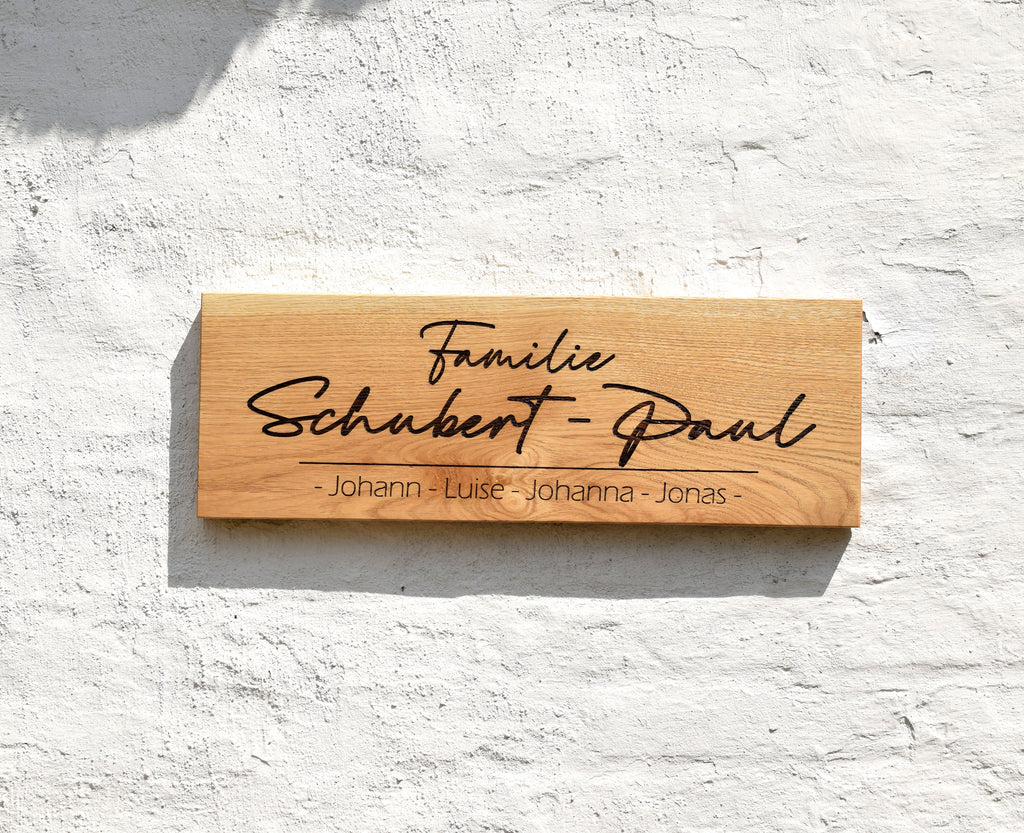 Familie
Schubert - Paul
- Johann - Luise - Johanna - Jonas -